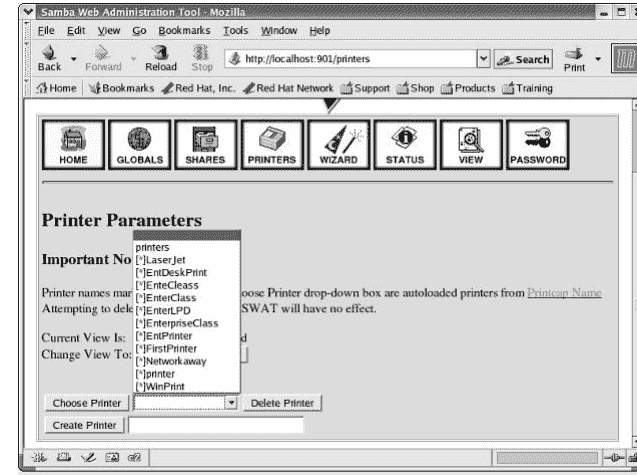 Samba Web Administration Tool - Mozilla
File Edit View Go Bookmarks Tools Window Help
Back Forward Reload Stop http://localhost:901/printers Search Print
Home Bookmarks Red Hat, Inc. Red Hat Network Support Shop Products Training
HOME GLOBALS SHARES PRINTERS WIZARD STATUS VIEW PASSWORD
Printer Parameters
Important No
printers
[*]LaserJet
[*]EntDeskPrint
[*]EnteCleass
[*]EnterClass
[*]EnterLPD
[*]EnterpriseClass
[*]EntPrinter
[*]FirstPrinter
[*]Networkaway
[*]printer
[*]WinPrint
Printer names mar oose Printer drop-down box are autoloaded printers from Printcap Name
Attempting to dele SWAT will have no effect.
Current View Is: d
Change View To:
Choose Printer Delete Printer
Create Printer